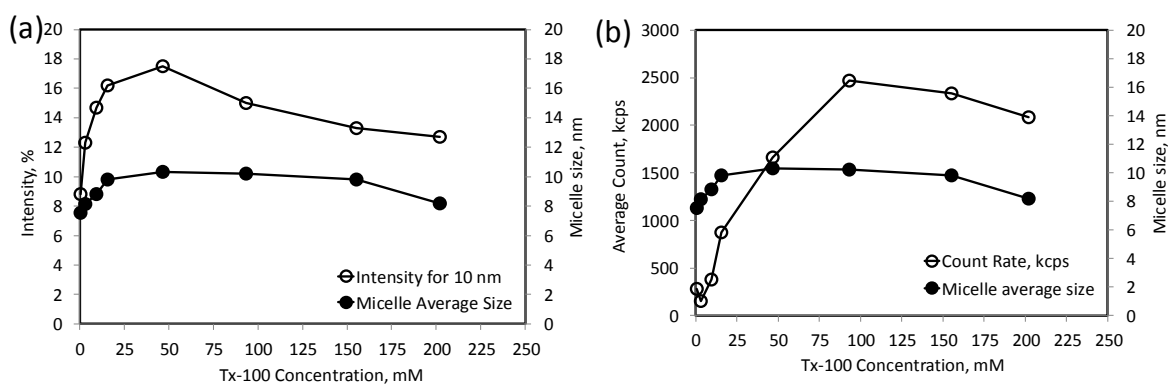 (a)
20
18
16
14
12
10
8
6
4
2
0
Intensity, %
20
18
16
14
12
10
8
6
4
2
0
Micelle size, nm
Intensity for 10 nm
Micelle Average Size
0 25 50 75 100 125 150 175 200 225 250
Tx-100 Concentration, mM
(b)
3000
2500
2000
1500
1000
500
0
Average Count, kcps
20
18
16
14
12
10
8
6
4
2
0
Micelle size, nm
Count Rate, kcps
Micelle average size
0 25 50 75 100 125 150 175 200 225 250
Tx-100 Concentration, mM